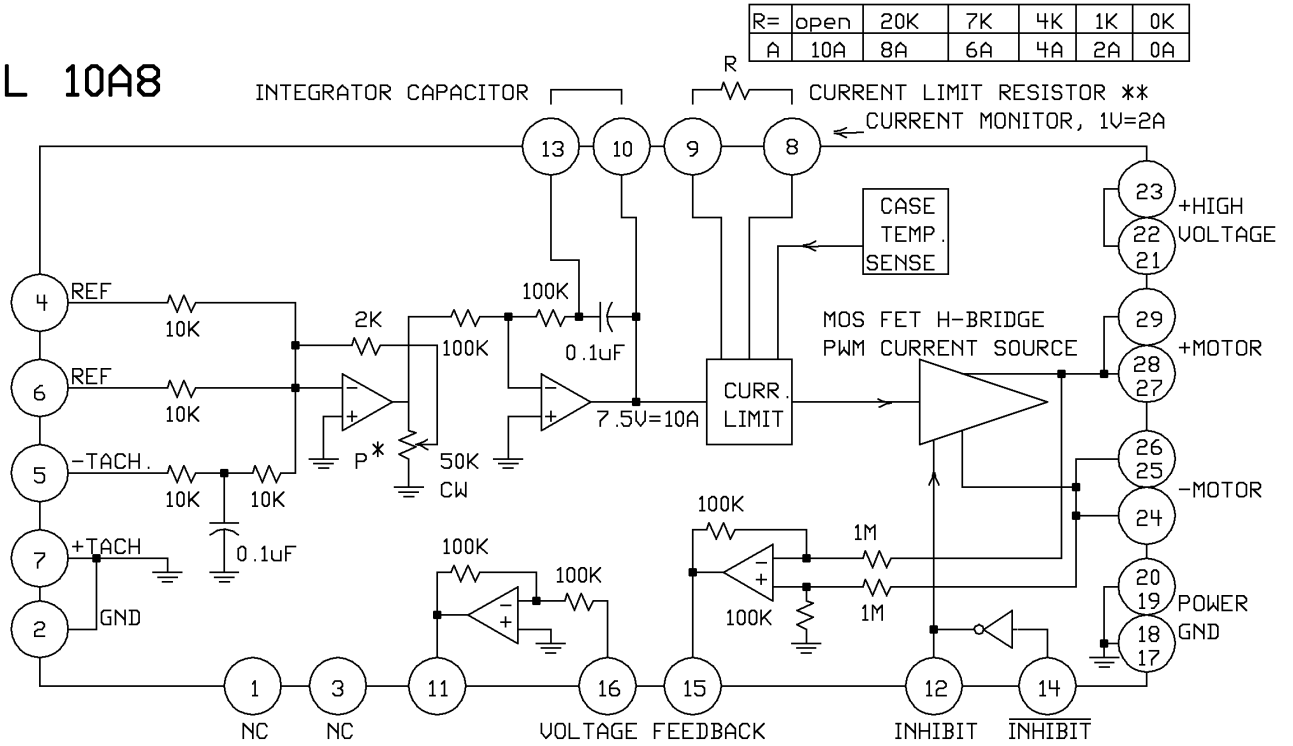 R= open 20K 7K 4K 1K 0K
A 10A 8A 6A 4A 2A 0A
L 10A8
R
INTEGRATOR CAPACITOR
CURRENT LIMIT RESISTOR **
CURRENT MONITOR, 1V=2A
13 10 9 8
23
+HIGH
VOLTAGE
22
21
CASE
TEMP.
SENSE
4 REF
10K
2K
100K
100K
0.1uF
MOS FET H-BRIDGE
PWM CURRENT SOURCE
29
+MOTOR
28
27
6 REF
10K
-
+
-
+
7.5V=10A
CURR.
LIMIT
P*
50K
CW
5 -TACH.
10K
10K
0.1uF
26
25
-MOTOR
24
7 +TACH
2 GND
100K
100K
-
+
100K
1M
-
+
1M
100K
20
19
POWER
GND
18
17
1 3 11 16 15 12 14
NC NC VOLTAGE FEEDBACK INHIBIT INHIBIT